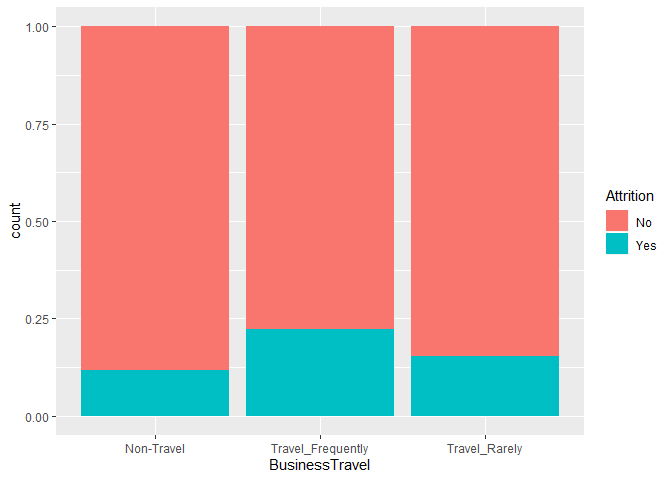 1.00
0.75
0.50
0.25
0.00
count
Non-Travel
Travel_Frequently
Travel_Rarely
BusinessTravel
Attrition
No
Yes